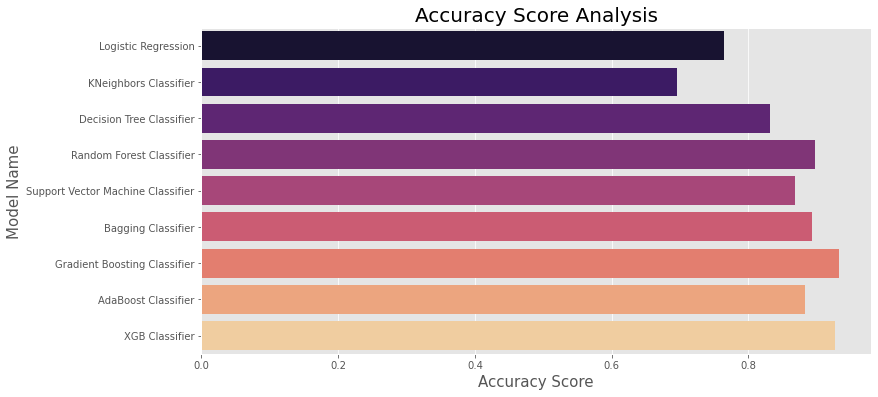 Accuracy Score Analysis
Model Name
Logistic Regression
KNeighbors Classifier
Decision Tree Classifier
Random Forest Classifier
Support Vector Machine Classifier
Bagging Classifier
Gradient Boosting Classifier
AdaBoost Classifier
XGB Classifier
0.0 0.2 0.4 0.6 0.8
Accuracy Score